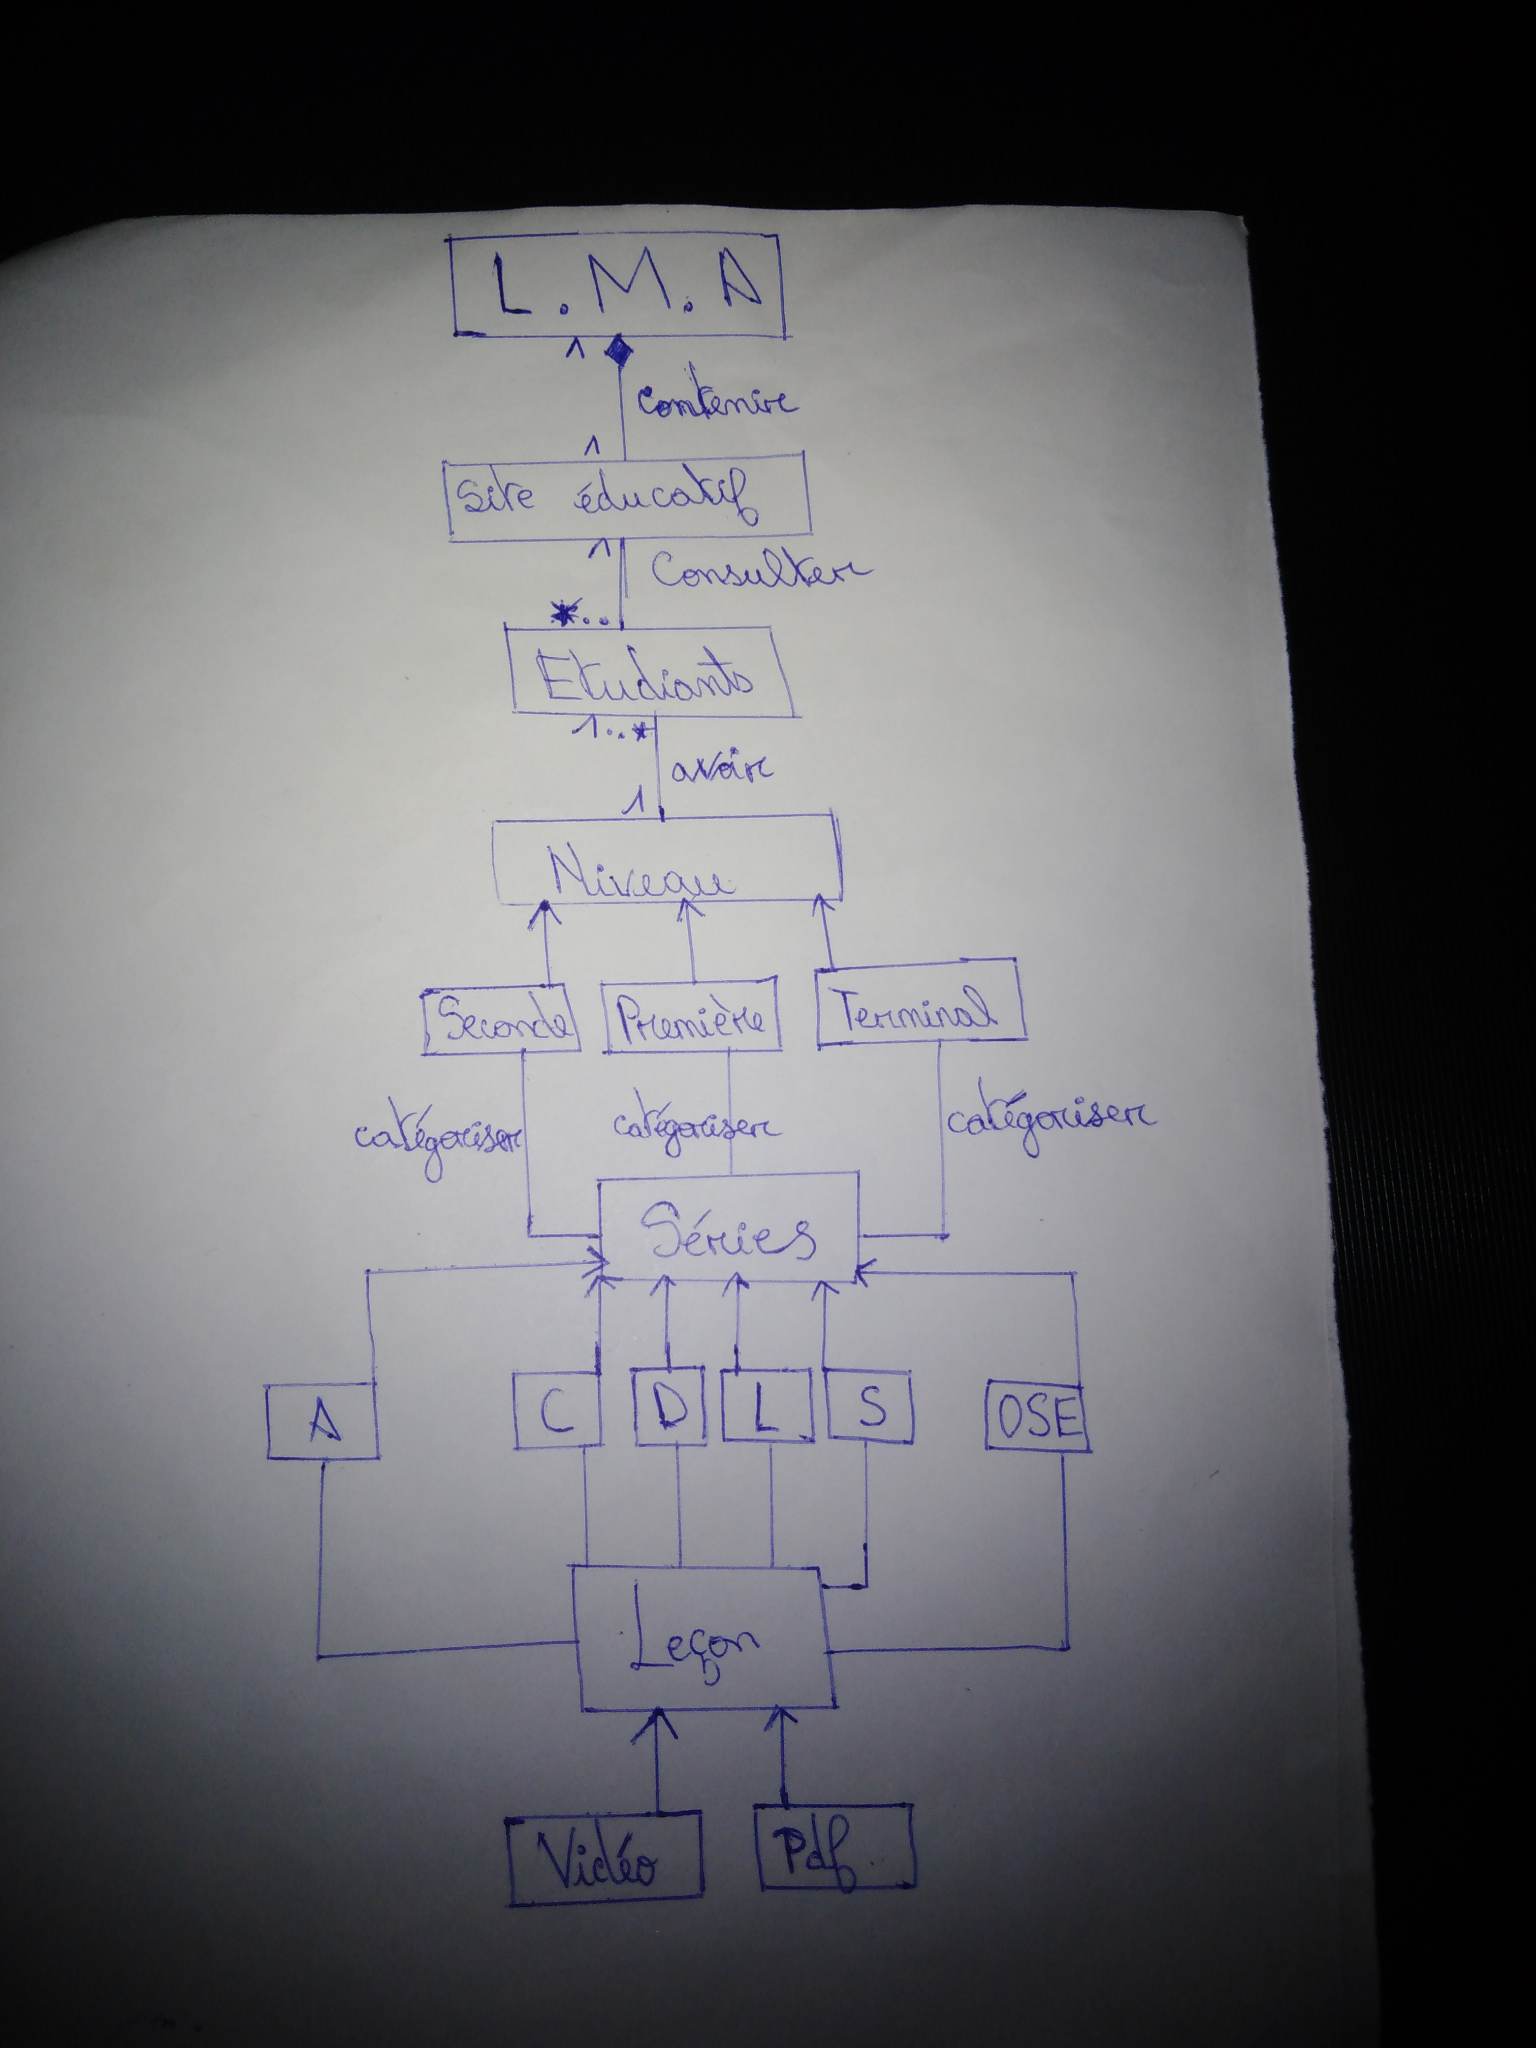 L.M.A
1
contenir
1
Site éducatif
1
Consulter
*..
Etudiants
1..*
avoir
1
Niveau
Seconde Première Terminal
catégoriser catégoriser catégoriser
Séries
A C D L S OSE
Leçon
Vidéo Pdf